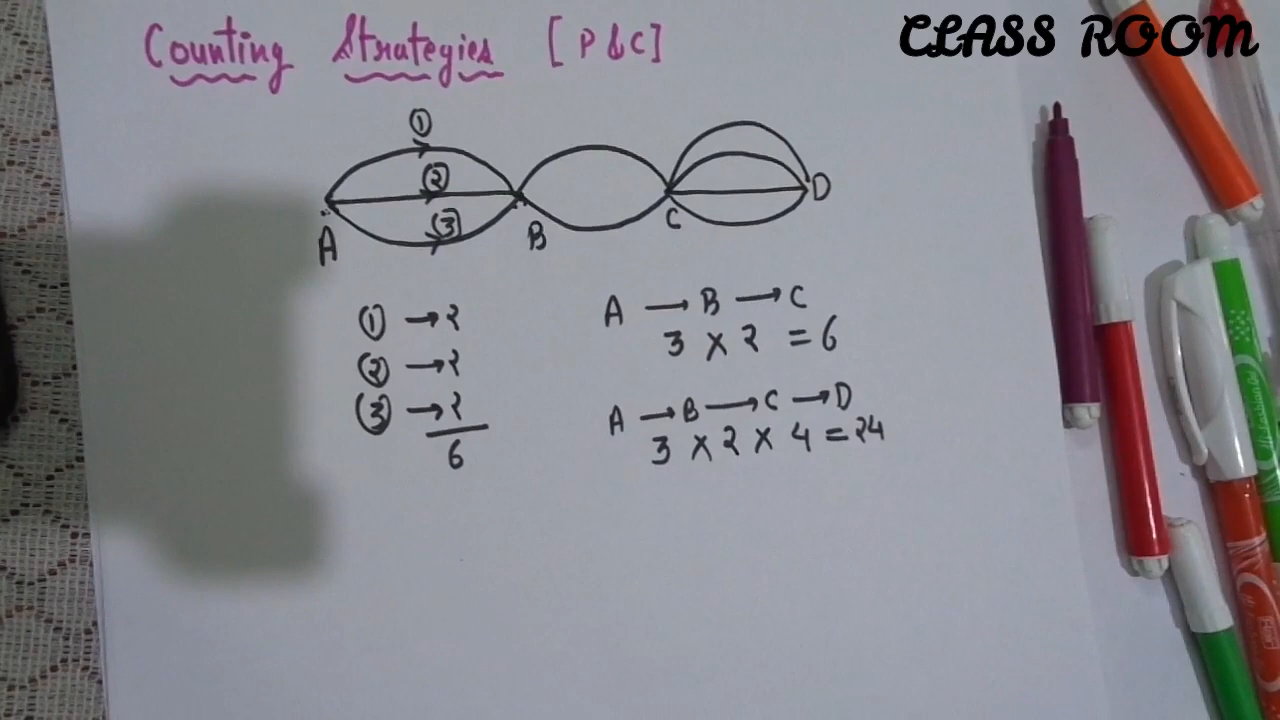 Counting Strategies [P & C]
CLASS ROOM
①
②
(3)
A B C D
① → 2
② → 2
(3) → 2
6
A → B → C
3 × 2 = 6
A → B → C → D
3 × 2 × 4 = 24